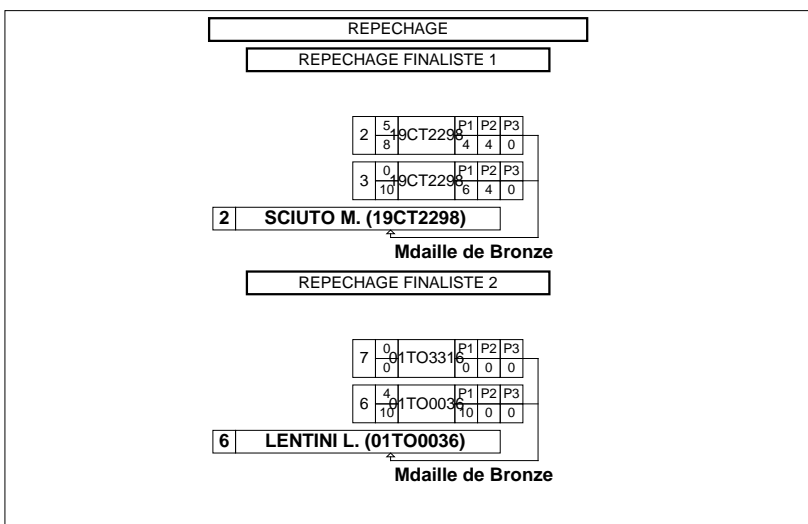 REPECHAGE
REPECHAGE FINALISTE 1
2 5 8 19CT2298 P1 P2 P3 4 4 0
3 0 10 19CT2298 P1 P2 P3 6 4 0
2 SCIUTO M. (19CT2298)
Mdaille de Bronze
REPECHAGE FINALISTE 2
7 0 0 01TO3316 P1 P2 P3 0 0 0
6 4 10 01TO0036 P1 P2 P3 10 0 0
6 LENTINI L. (01TO0036)
Mdaille de Bronze